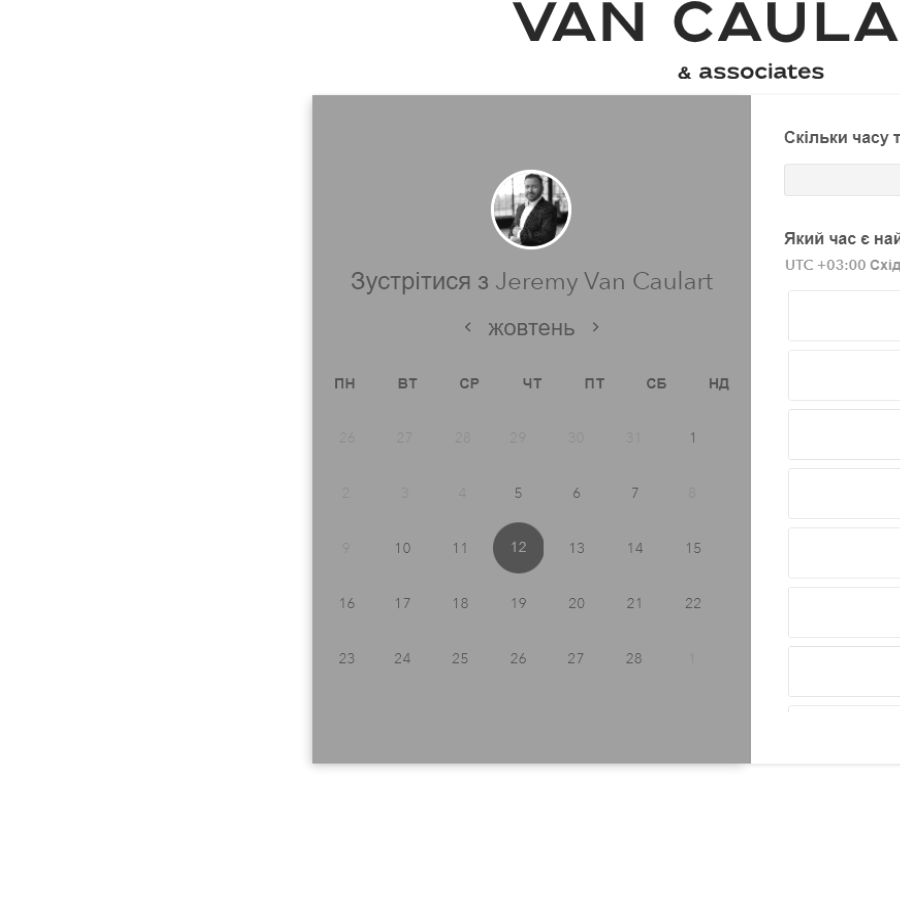 VAN CAULA
& associates
Зустрітися з Jeremy Van Caulart
жовтень
ПН ВТ СР ЧТ ПТ СБ НД
26 27 28 29 30 31 1
2 3 4 5 6 7 8
9 10 11 12 13 14 15
16 17 18 19 20 21 22
23 24 25 26 27 28 1
Скільки часу т
Який час є най
UTC +03:00 Схід